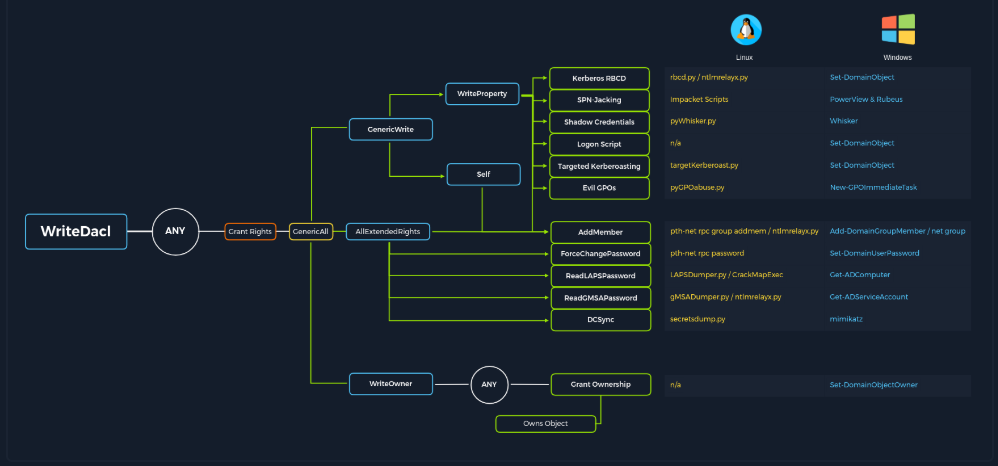 Linux
Windows
Kerberos RBCD
rbcd.py / ntlmrelayx.py
Set-DomainObject
WriteProperty
SPN-Jacking
Impacket Scripts
PowerView & Rubeus
GenericWrite
Shadow Credentials
pyWhisker.py
Whisker
Logon Script
n/a
Set-DomainObject
Self
Targeted Kerberoasting
targetKerberoast.py
Set-DomainObject
Evil GPOs
pyGPOabuse.py
New-GPOImmediateTask
WriteDacl
ANY
Grant Rights
GenericAll
AllExtendedRights
AddMember
pth-net rpc group addmem / ntlmrelayx.py
Add-DomainGroupMember / net group
ForceChangePassword
pth-net rpc password
Set-DomainUserPassword
ReadLAPSPassword
LAPSDumper.py / CrackMapExec
Get-ADComputer
ReadGMSAPassword
gMSADumper.py / ntlmrelayx.py
Get-ADServiceAccount
DCSync
secretsdump.py
mimikatz
WriteOwner
ANY
Grant Ownership
n/a
Set-DomainObjectOwner
Owns Object